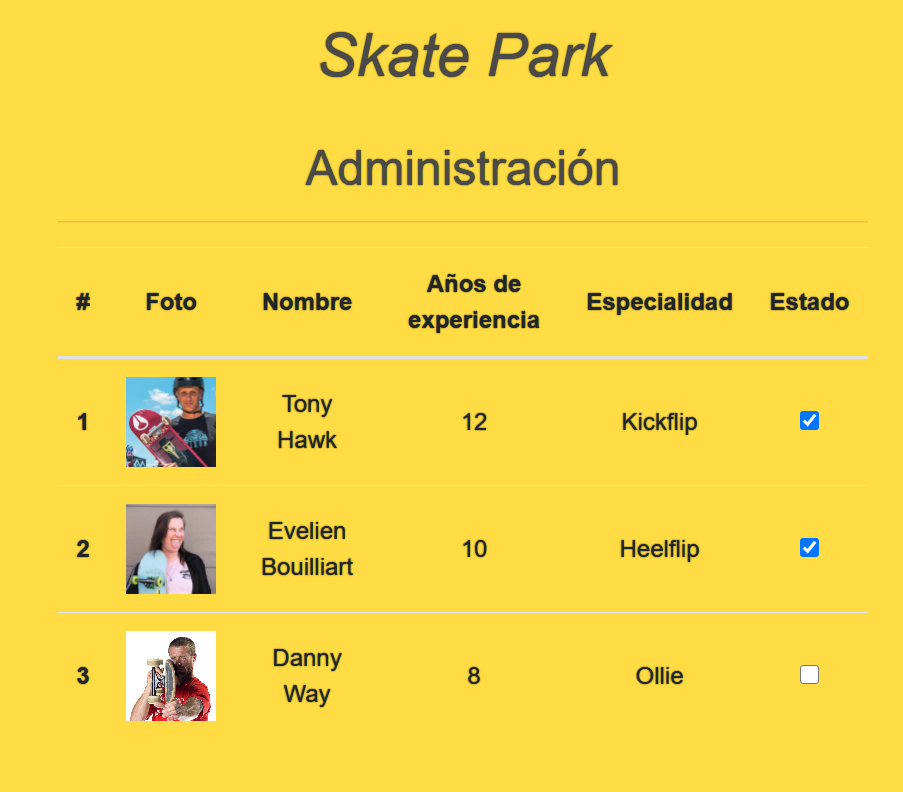 Skate Park
Administración
# Foto Nombre Años de experiencia Especialidad Estado
1 Tony Hawk 12 Kickflip
2 Evelien Bouilliart 10 Heelflip
3 Danny Way 8 Ollie